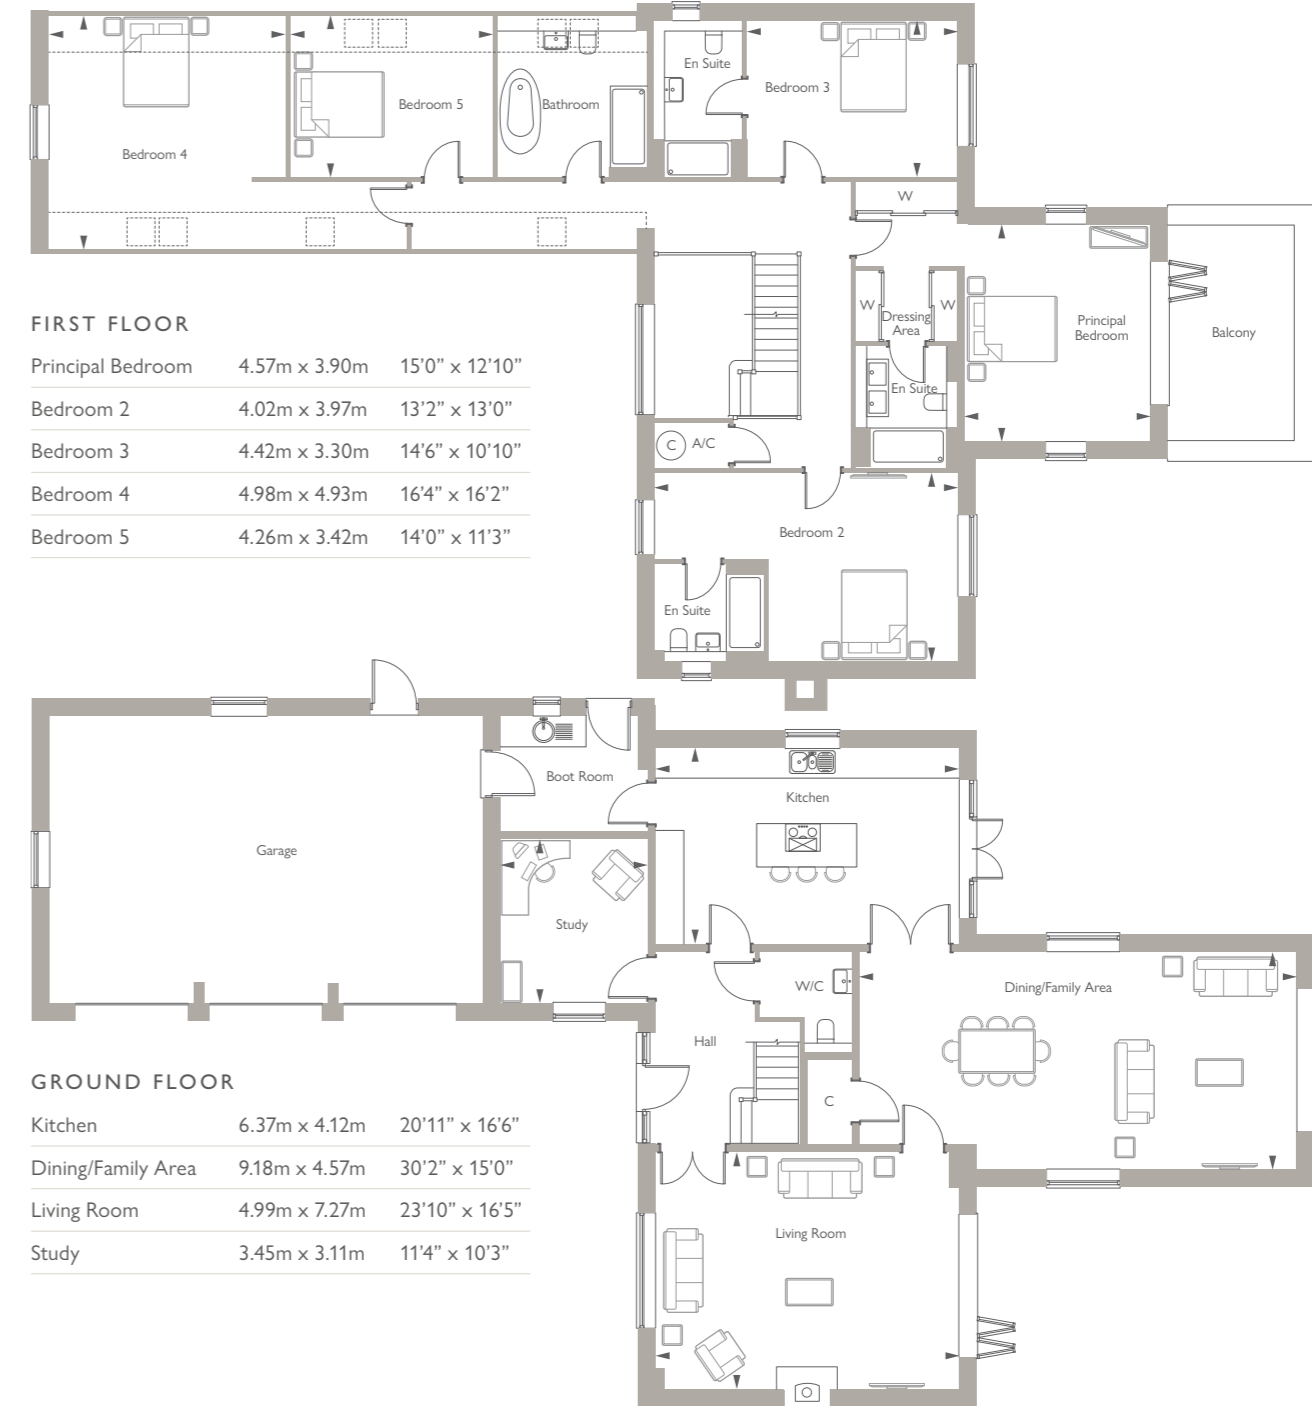 En Suite
Bedroom 3
Bedroom 5
Bathroom
Bedroom 4
W
W
W
Dressing
Area
Principal
Bedroom
Balcony
En Suite
C
A/C
Bedroom 2
En Suite
FIRST FLOOR
Principal Bedroom 4.57m x 3.90m 15’0” x 12’10”
Bedroom 2 4.02m x 3.97m 13’2” x 13’0”
Bedroom 3 4.42m x 3.30m 14’6” x 10’10”
Bedroom 4 4.98m x 4.93m 16’4” x 16’2”
Bedroom 5 4.26m x 3.42m 14’0” x 11’3”
Boot Room
Kitchen
Garage
Study
W/C
Dining/Family Area
Hall
C
Living Room
GROUND FLOOR
Kitchen 6.37m x 4.12m 20’11” x 16’6”
Dining/Family Area 9.18m x 4.57m 30’2” x 15’0”
Living Room 4.99m x 7.27m 23’10” x 16’5”
Study 3.45m x 3.11m 11’4” x 10’3”